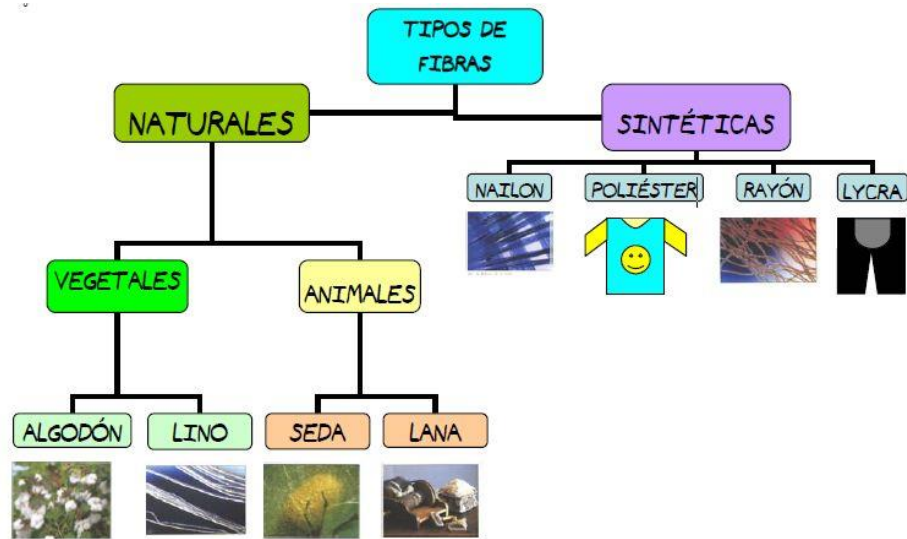 TIPOS DE
FIBRAS
NATURALES
SINTÉTICAS
NAILON
POLIÉSTER
RAYÓN
LYCRA
VEGETALES
ANIMALES
ALGODÓN
LINO
SEDA
LANA